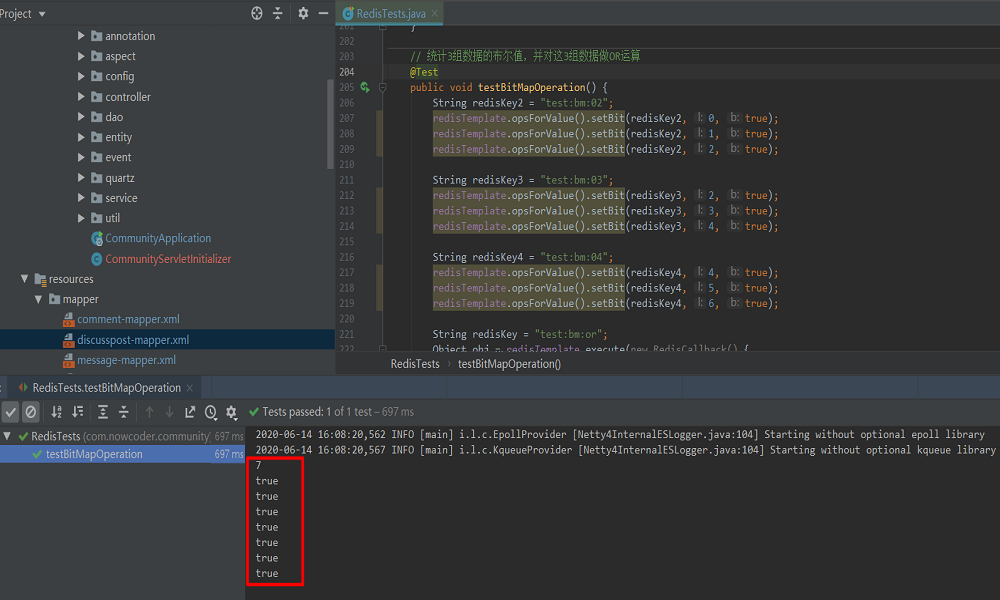 Project
RedisTests.java
annotation
aspect
config
controller
dao
entity
event
quartz
service
util
CommunityApplication
CommunityServletInitializer
resources
mapper
comment-mapper.xml
discusspost-mapper.xml
message-mapper.xml
201 }
202
203 // 统计3组数据的布尔值，并对这3组数据做OR运算
204 @Test
205 public void testBitMapOperation() {
206 String redisKey2 = "test:bm:02";
207 redisTemplate.opsForValue().setBit(redisKey2, l: 0, b: true);
208 redisTemplate.opsForValue().setBit(redisKey2, l: 1, b: true);
209 redisTemplate.opsForValue().setBit(redisKey2, l: 2, b: true);
210
211 String redisKey3 = "test:bm:03";
212 redisTemplate.opsForValue().setBit(redisKey3, l: 2, b: true);
213 redisTemplate.opsForValue().setBit(redisKey3, l: 3, b: true);
214 redisTemplate.opsForValue().setBit(redisKey3, l: 4, b: true);
215
216 String redisKey4 = "test:bm:04";
217 redisTemplate.opsForValue().setBit(redisKey4, l: 4, b: true);
218 redisTemplate.opsForValue().setBit(redisKey4, l: 5, b: true);
219 redisTemplate.opsForValue().setBit(redisKey4, l: 6, b: true);
220
221 String redisKey = "test:bm:or";
222 Object obj = redisTemplate.execute(new RedisCallback() {
RedisTests › testBitMapOperation()
RedisTests.testBitMapOperation
Tests passed: 1 of 1 test – 697 ms
RedisTests (com.nowcoder.community) 697 ms
testBitMapOperation 697 ms
2020-06-14 16:08:20,562 INFO [main] i.l.c.EpollProvider [Netty4InternalESLogger.java:104] Starting without optional epoll library
2020-06-14 16:08:20,567 INFO [main] i.l.c.KqueueProvider [Netty4InternalESLogger.java:104] Starting without optional kqueue library
7
true
true
true
true
true
true
true